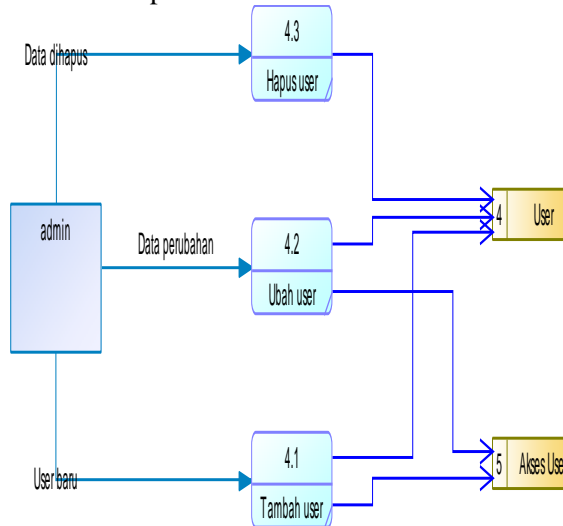 4.3
Data dihapus
Hapus user
4 User
admin
4.2
Data perubahan
Ubah user
4.1
5 Akses Use
User baru
Tambah user